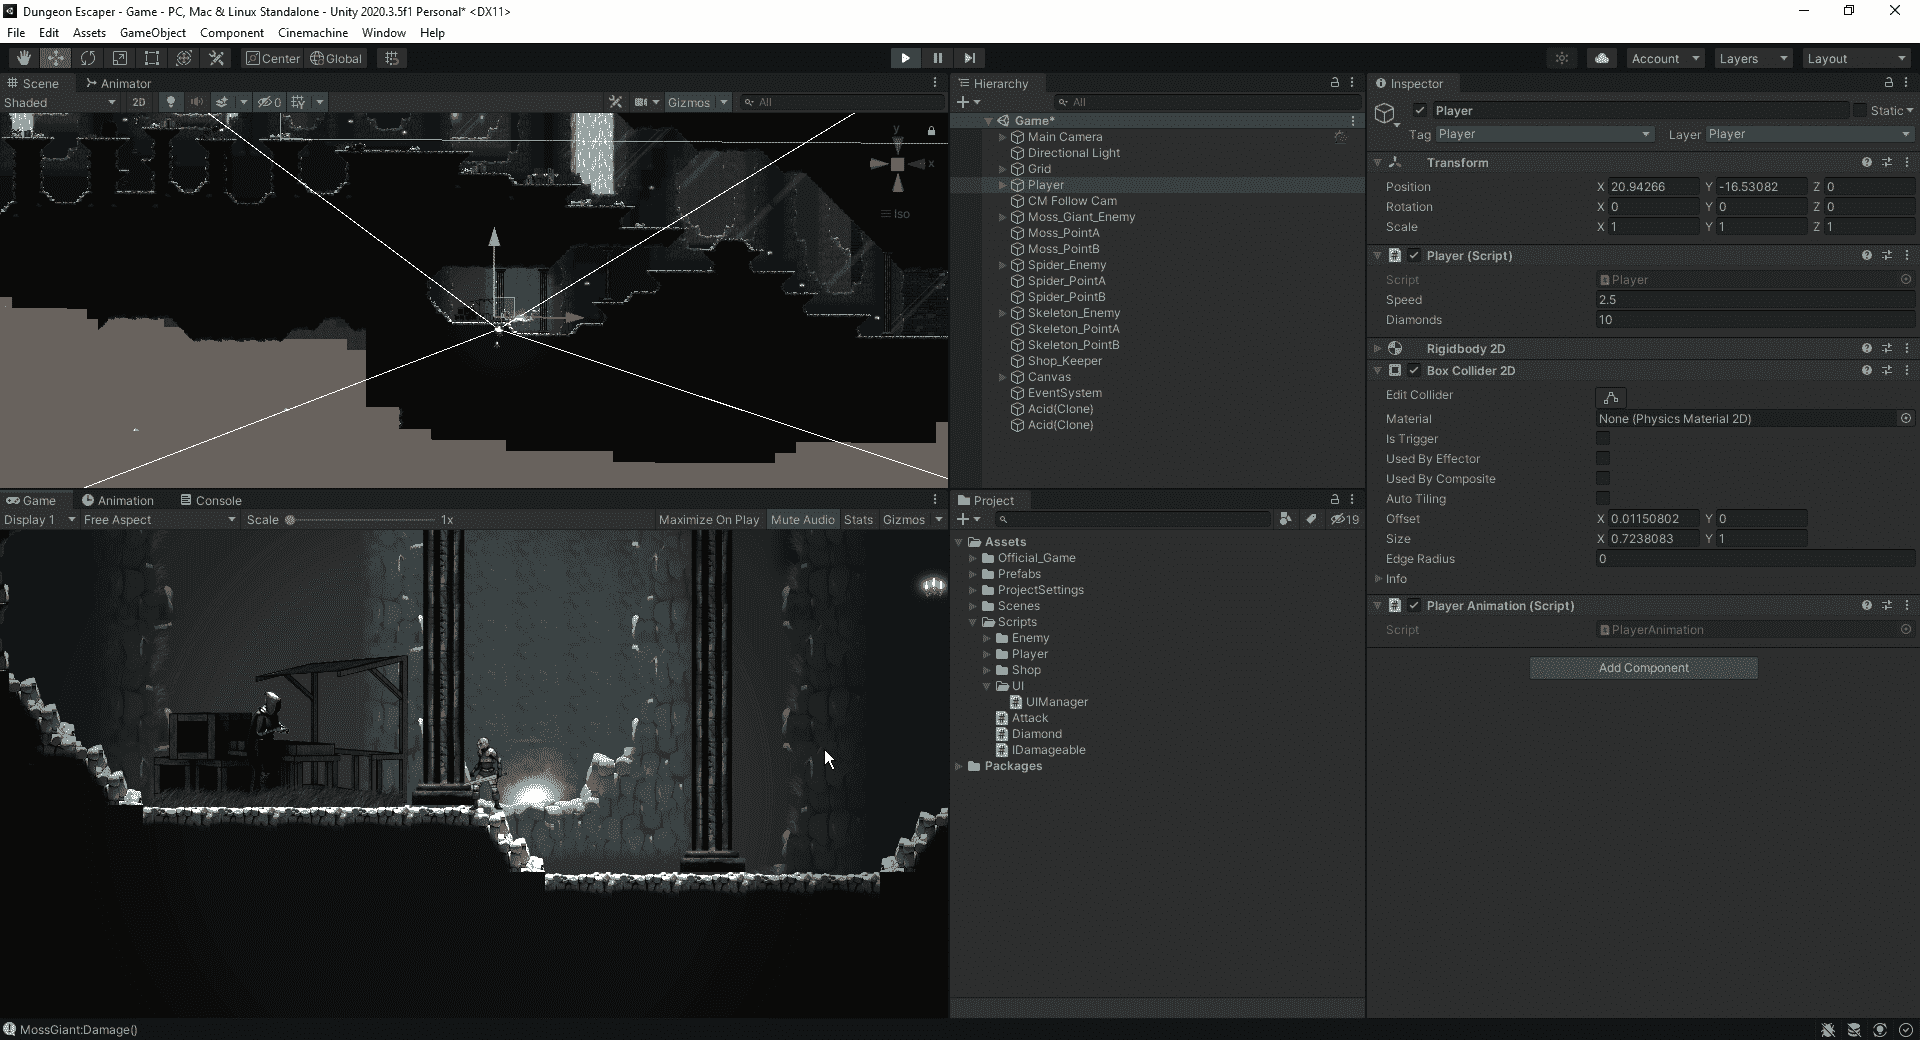 Dungeon Escaper - Game - PC, Mac & Linux Standalone - Unity 2020.3.5f1 Personal* <DX11>
File Edit Assets GameObject Component Cinemachine Window Help
Center Global
Account Layers Layout
Scene Animator
Shaded 2D 0 Gizmos All
y
x
Iso
Hierarchy
All
Game*
Main Camera
Directional Light
Grid
Player
CM Follow Cam
Moss_Giant_Enemy
Moss_PointA
Moss_PointB
Spider_Enemy
Spider_PointA
Spider_PointB
Skeleton_Enemy
Skeleton_PointA
Skeleton_PointB
Shop_Keeper
Canvas
EventSystem
Acid(Clone)
Acid(Clone)
Inspector
Player Static
Tag Player Layer Player
Transform
Position X 20.94266 Y -16.53082 Z 0
Rotation X 0 Y 0 Z 0
Scale X 1 Y 1 Z 1
Player (Script)
Script Player
Speed 2.5
Diamonds 10
Rigidbody 2D
Box Collider 2D
Edit Collider
Material None (Physics Material 2D)
Is Trigger
Used By Effector
Used By Composite
Auto Tiling
Offset X 0.01150802 Y 0
Size X 0.7238083 Y 1
Edge Radius 0
Info
Player Animation (Script)
Script PlayerAnimation
Add Component
Game Animation Console
Display 1 Free Aspect Scale 1x Maximize On Play Mute Audio Stats Gizmos
Project
19
Assets
Official_Game
Prefabs
ProjectSettings
Scenes
Scripts
Enemy
Player
Shop
UI
UIManager
Attack
Diamond
IDamageable
Packages
MossGiant:Damage()